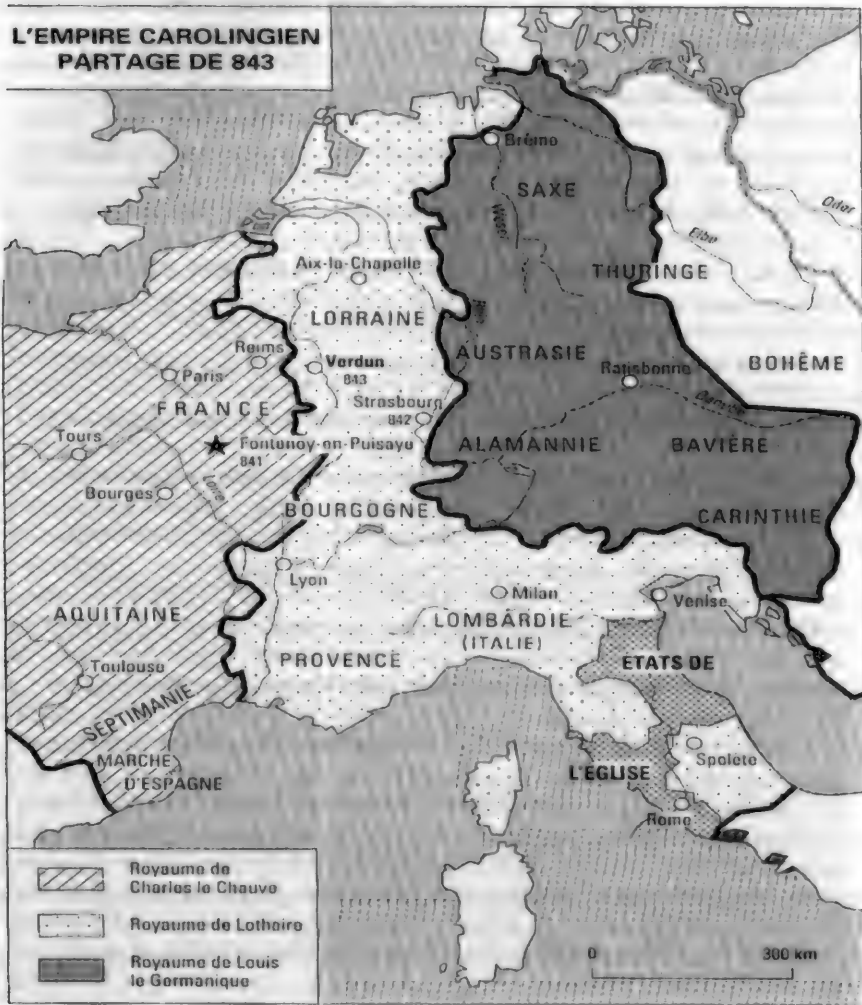 L'EMPIRE CAROLINGIEN
PARTAGE DE 843
Brême
SAXE
Weser
Elbe
Oder
THURINGE
Aix-la-Chapelle
LORRAINE
Rhin
AUSTRASIE
BOHÊME
Reims
Verdun
843
Paris
Ratisbonne
FRANCE
Strasbourg
842
Danube
Tours
Fontenoy-en-Puisaye
841
ALAMANNIE
BAVIÈRE
Bourges
Loire
BOURGOGNE
CARINTHIE
Lyon
Milan
Venise
AQUITAINE
LOMBARDIE
(ITALIE)
PROVENCE
ETATS DE
Toulouse
SEPTIMANIE
Spolète
MARCHE
D'ESPAGNE
L'EGLISE
Rome
Royaume de
Charles le Chauve
Royaume de Lothaire
Royaume de Louis
le Germanique
0 300 km